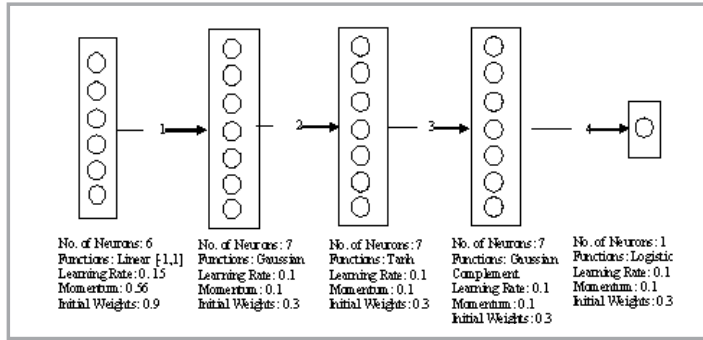 1
2
3
4
No. of Neurons: 6
Functions: Linear [-1,1]
Learning Rate: 0.15
Momentum: 0.56
Initial Weights: 0.9
No. of Neurons: 7
Functions: Gaussian
Learning Rate: 0.1
Momentum: 0.1
Initial Weights: 0.3
No. of Neurons: 7
Functions: Tanh
Learning Rate: 0.1
Momentum: 0.1
Initial Weights: 0.3
No. of Neurons: 7
Functions: Gaussian
Complement
Learning Rate: 0.1
Momentum: 0.1
Initial Weights: 0.3
No. of Neurons: 1
Functions: Logistic
Learning Rate: 0.1
Momentum: 0.1
Initial Weights: 0.3